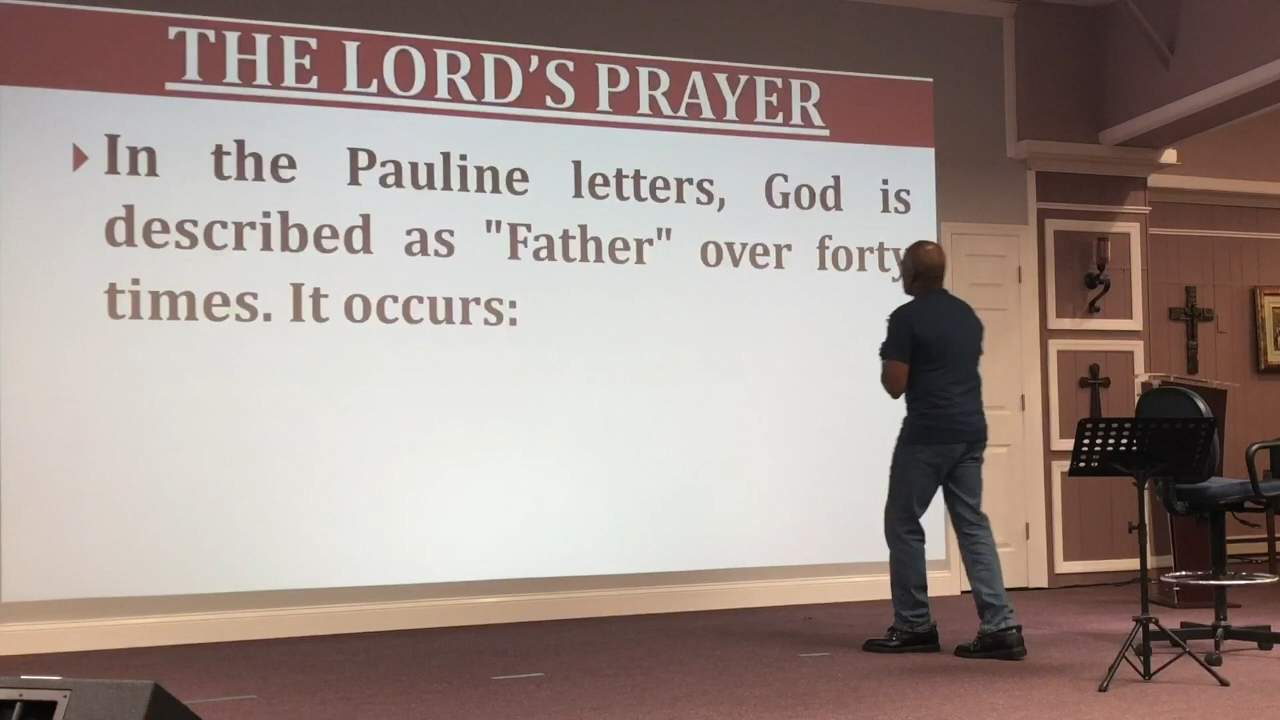 THE LORD'S PRAYER
In the Pauline letters, God is
described as "Father" over forty
times. It occurs: